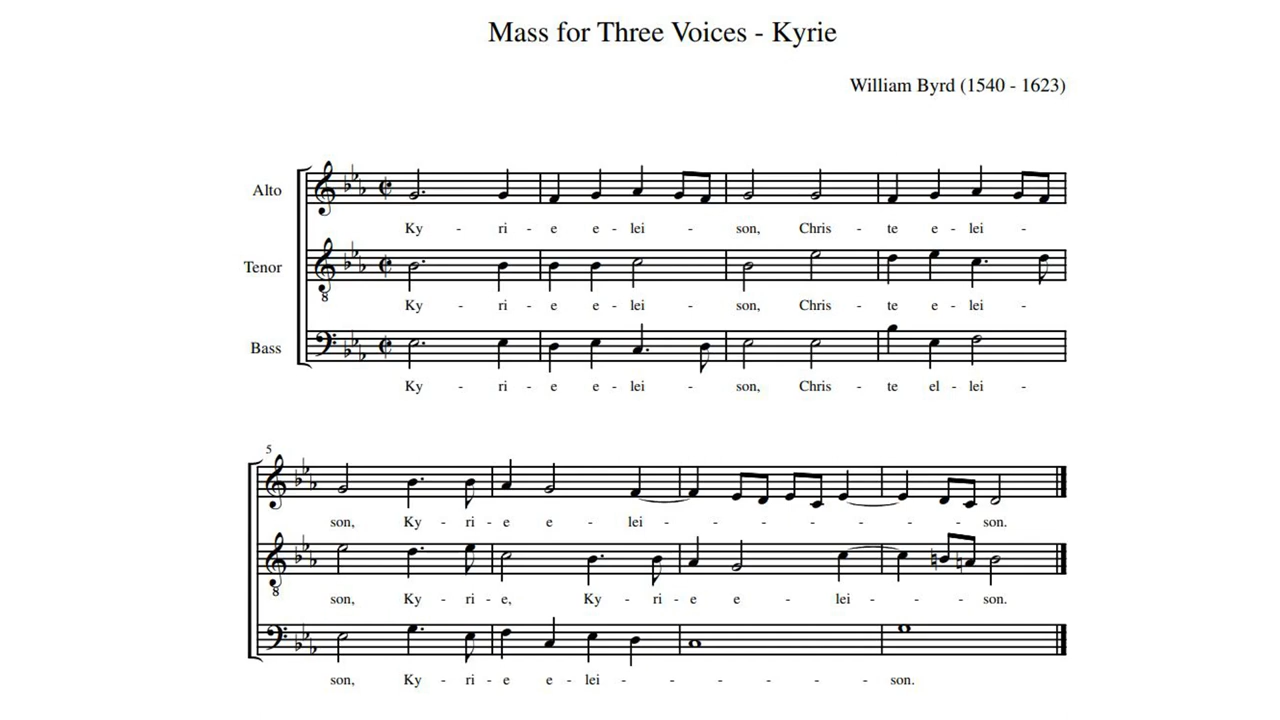 Mass for Three Voices - Kyrie
William Byrd (1540 - 1623)
Alto
Ky - ri - e e - lei - son, Chris - te e - lei -
Tenor
8
Ky - ri - e e - lei - son, Chris - te e - lei -
Bass
Ky - ri - e e - lei - son, Chris - te el - lei -
5
son, Ky - ri - e e - lei - - - - - - - son.
8
son, Ky - ri - e, Ky - ri - e e - lei - - - son.
son, Ky - ri - e e - lei - - - - - - son.